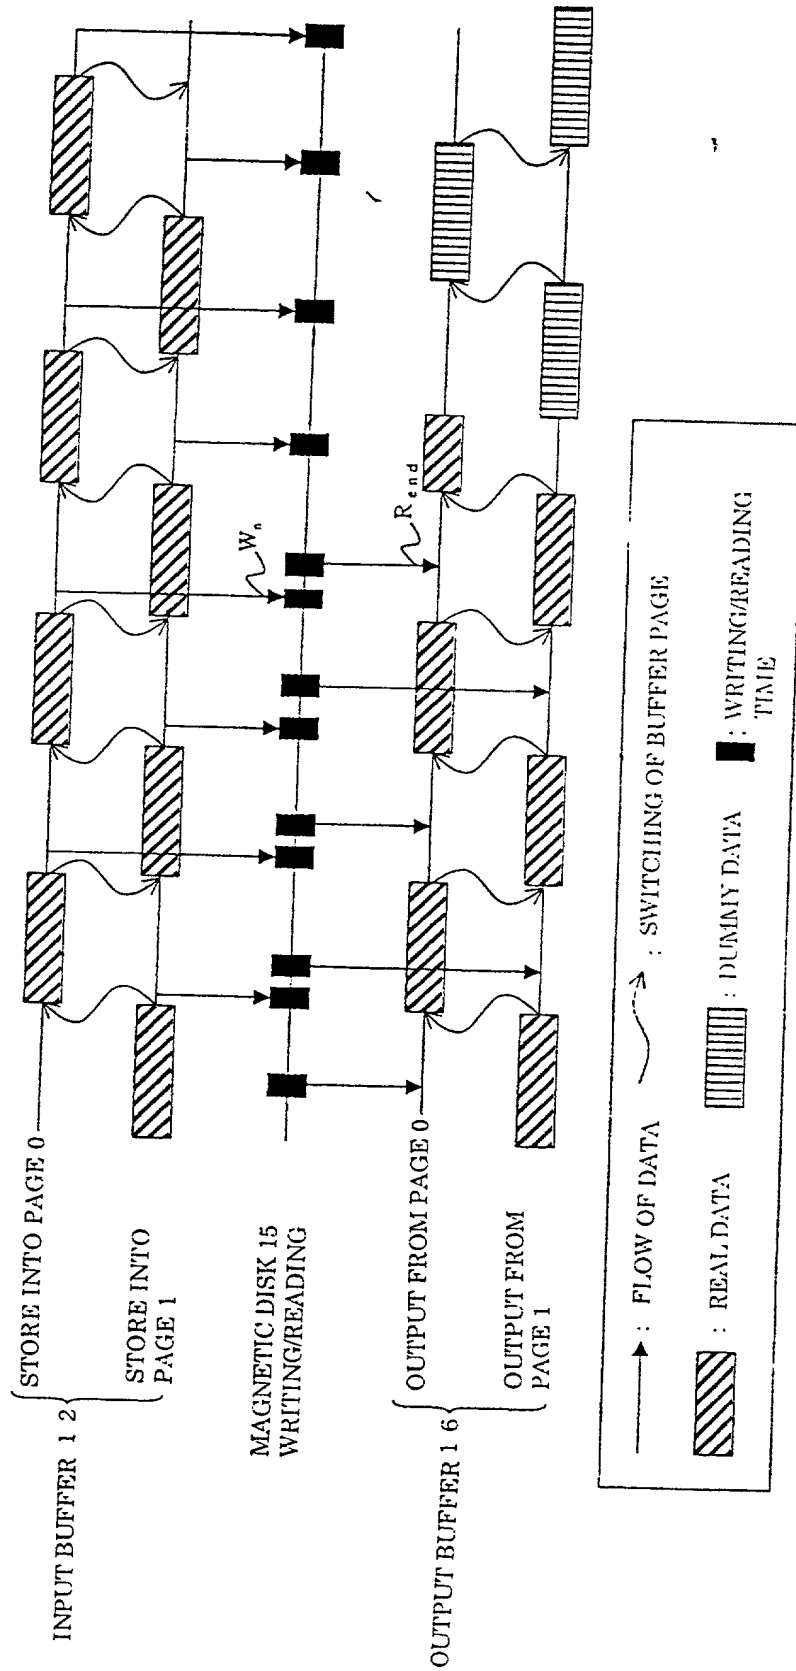 INPUT BUFFER 1 2
STORE INTO PAGE 0
STORE INTO
PAGE 1
MAGNETIC DISK 15
WRITING/READING
Wn
Rend
OUTPUT BUFFER 1 6
OUTPUT FROM PAGE 0
OUTPUT FROM
PAGE 1
: FLOW OF DATA
: SWITCHING OF BUFFER PAGE
: REAL DATA
: DUMMY DATA
: WRITING/READING
TIME